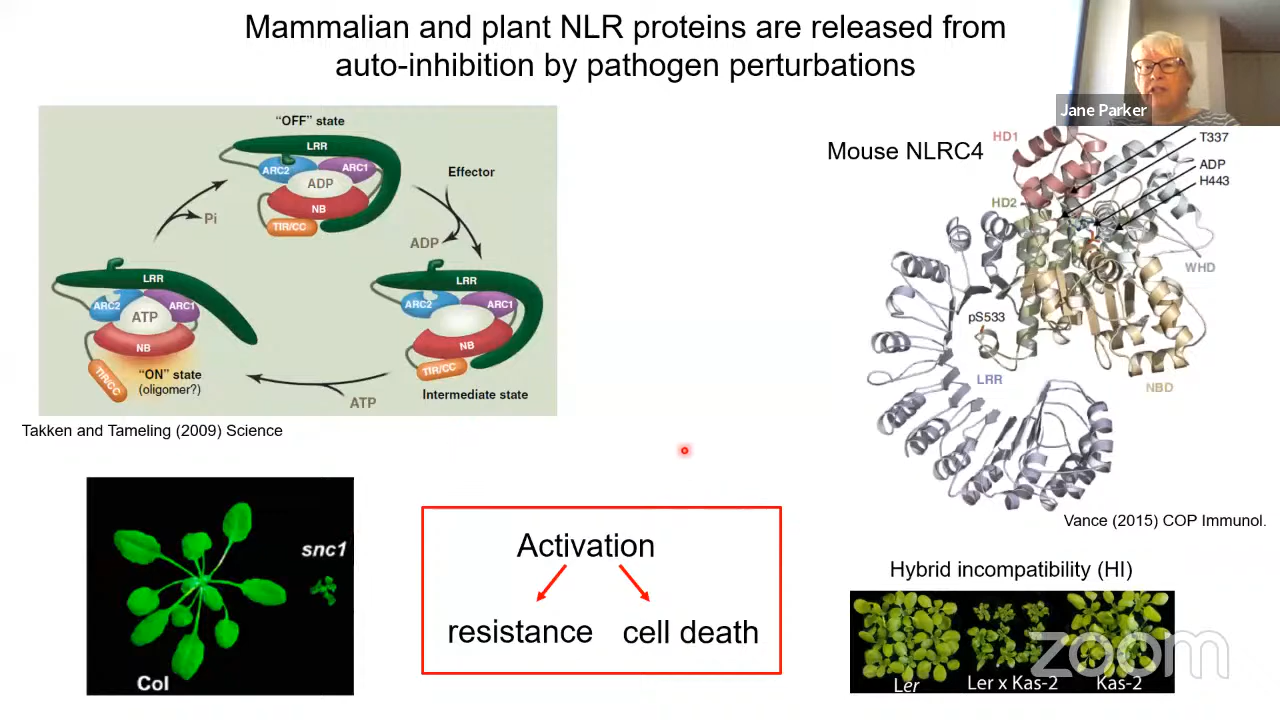 Mammalian and plant NLR proteins are released from
auto-inhibition by pathogen perturbations
Jane Parker
"OFF" state
LRR
ARC2
ARC1
ADP
NB
TIR/CC
Effector
Pi
ADP
LRR
ARC2
ARC1
ATP
NB
TIR/CC
"ON" state
(oligomer?)
LRR
ARC2
ARC1
NB
TIR/CC
Intermediate state
ATP
Takken and Tameling (2009) Science
Mouse NLRC4
HD1
T337
ADP
H443
HD2
WHD
pS533
LRR
NBD
Vance (2015) COP Immunol.
snc1
Col
Activation
resistance cell death
Hybrid incompatibility (HI)
Ler Ler x Kas-2 Kas-2
zoom